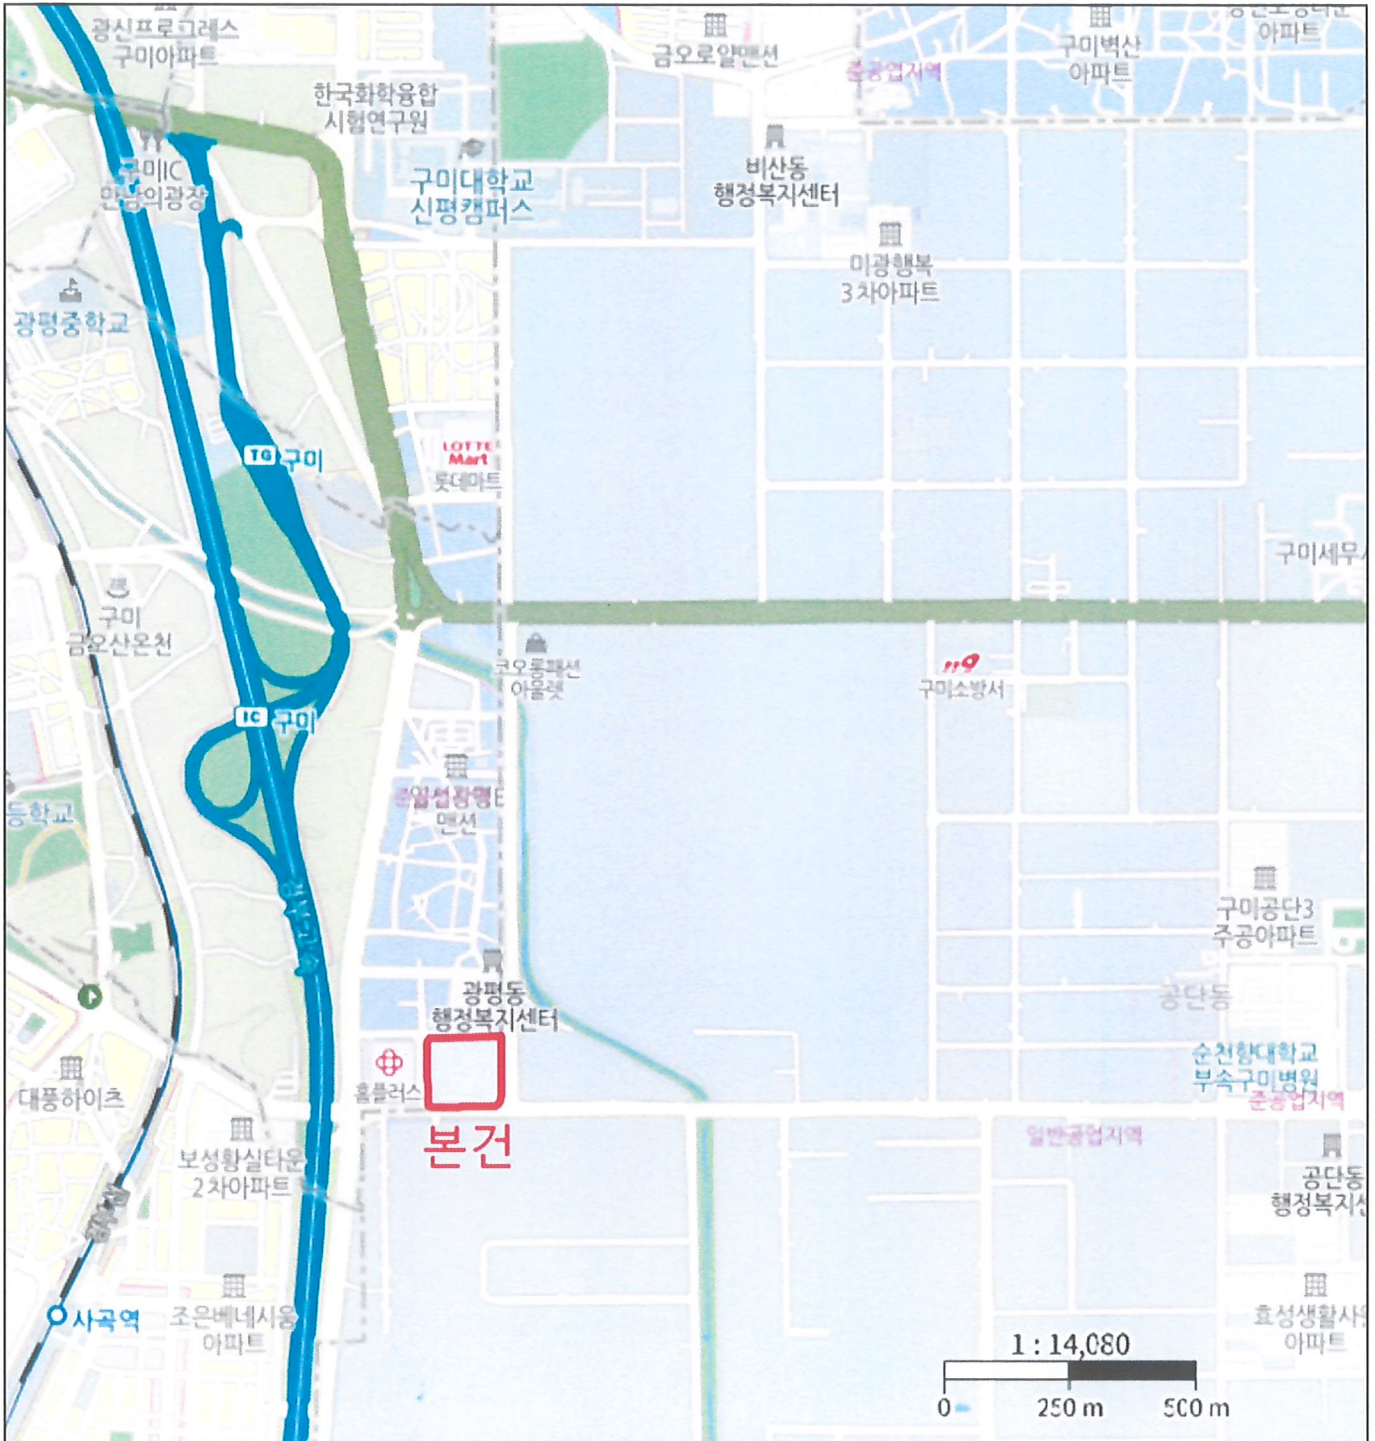 광신프로그레스
구미아파트
금오로얄맨션
준공업지역
구미벽산
아파트
아파트
한국화학융합
시험연구원
구미IC
만남의광장
구미대학교
신평캠퍼스
비산동
행정복지센터
미광행복
3차아파트
광평중학교
TG 구미
LOTTE
Mart
롯데마트
구미세무
구미
금오산온천
코오롱패션
아울렛
119
구미소방서
IC 구미
맨션
등학교
구미공단3
주공아파트
공단동
광평동
행정복지센터
홈플러스
본건
순천향대학교
부속구미병원
준공업지역
일반공업지역
대풍하이츠
보성황실타운
2차아파트
공단동
행정복지센
사곡역
조은베네시움
아파트
효성생활사원
아파트
1 : 14,080
0
250 m
500 m